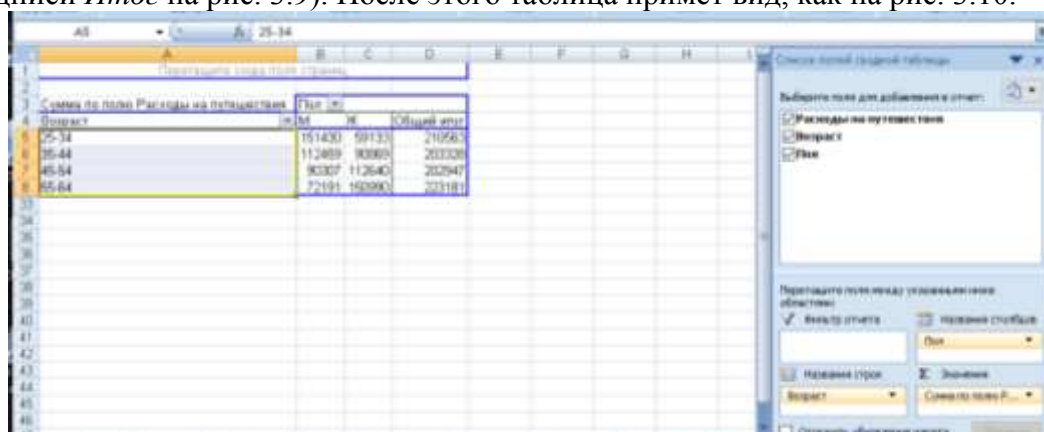 дписи Итог на рис. 3.9). После этого таблица примет вид, как на рис. 3.10.
A5 25-34
A B C D E F G H
Перетащите сюда поля страниц
Сумма по полю Расходы на путешествия Пол
Возраст М Ж Общий итог
25-34 151430 59133 210563
35-44 112459
45-54 90307 112640 202947
55-64 72191 150990 223181
Список полей сводной таблицы
Выберите поля для добавления в отчет:
Расходы на путешествия
Возраст
Пол
Перетащите поля между указанными ниже
областями:
Фильтр отчета Названия столбцов
Пол
Названия строк Σ Значения
Возраст Сумма по полю Р...